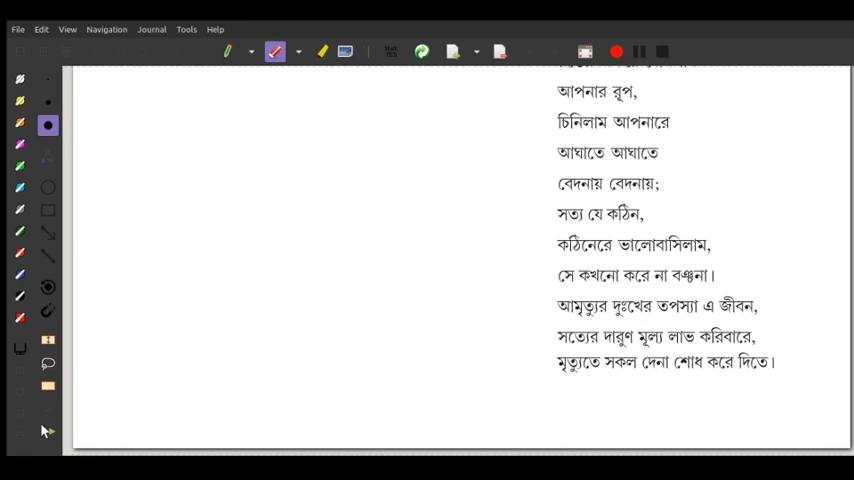 File Edit View Navigation Journal Tools Help
আপনার রূপ,
চিনিলাম আপনারে
আঘাতে আঘাতে
বেদনায় বেদনায়;
সত্য যে কঠিন,
কঠিনেরে ভালোবাসিলাম,
সে কখনো করে না বঞ্চনা।
আমৃত্যুর দুঃখের তপস্যা এ জীবন,
সত্যের দারুণ মূল্য লাভ করিবারে,
মৃত্যুতে সকল দেনা শোধ করে দিতে।